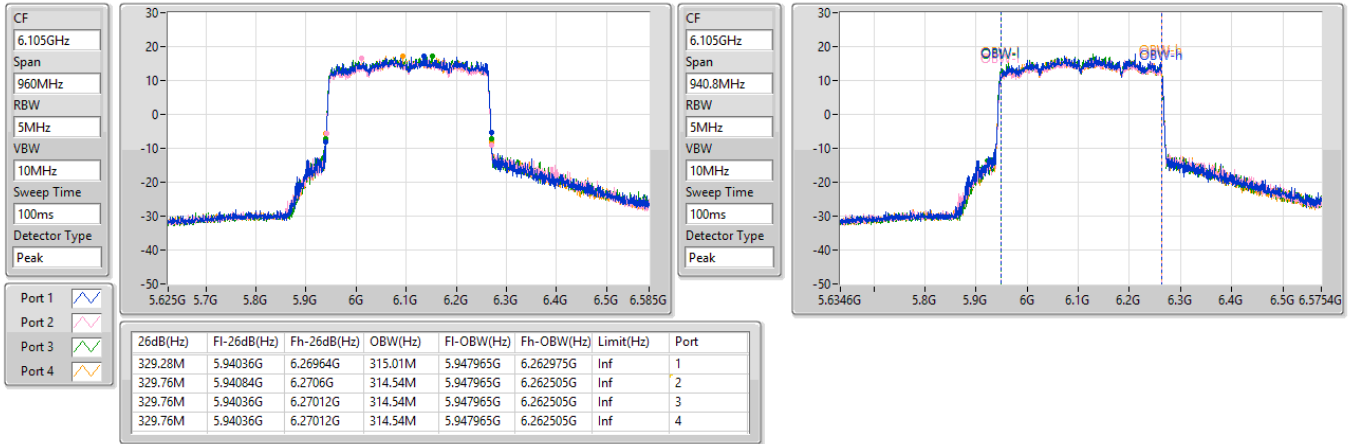 CF
6.105GHz
Span
960MHz
RBW
5MHz
VBW
10MHz
Sweep Time
100ms
Detector Type
Peak
30
20
10
0
-10
-20
-30
-40
-50
5.625G 5.7G 5.8G 5.9G 6G 6.1G 6.2G 6.3G 6.4G 6.5G 6.585G
CF
6.105GHz
Span
940.8MHz
RBW
5MHz
VBW
10MHz
Sweep Time
100ms
Detector Type
Peak
30
20
10
0
-10
-20
-30
-40
-50
OBW-l OBW-h
5.6346G 5.8G 5.9G 6G 6.1G 6.2G 6.3G 6.4G 6.5G 6.5754G
Port 1
Port 2
Port 3
Port 4
26dB(Hz) Fl-26dB(Hz) Fh-26dB(Hz) OBW(Hz) Fl-OBW(Hz) Fh-OBW(Hz) Limit(Hz) Port
329.28M 5.94036G 6.26964G 315.01M 5.947965G 6.262975G Inf 1
329.76M 5.94084G 6.2706G 314.54M 5.947965G 6.262505G Inf 2
329.76M 5.94036G 6.27012G 314.54M 5.947965G 6.262505G Inf 3
329.76M 5.94036G 6.27012G 314.54M 5.947965G 6.262505G Inf 4